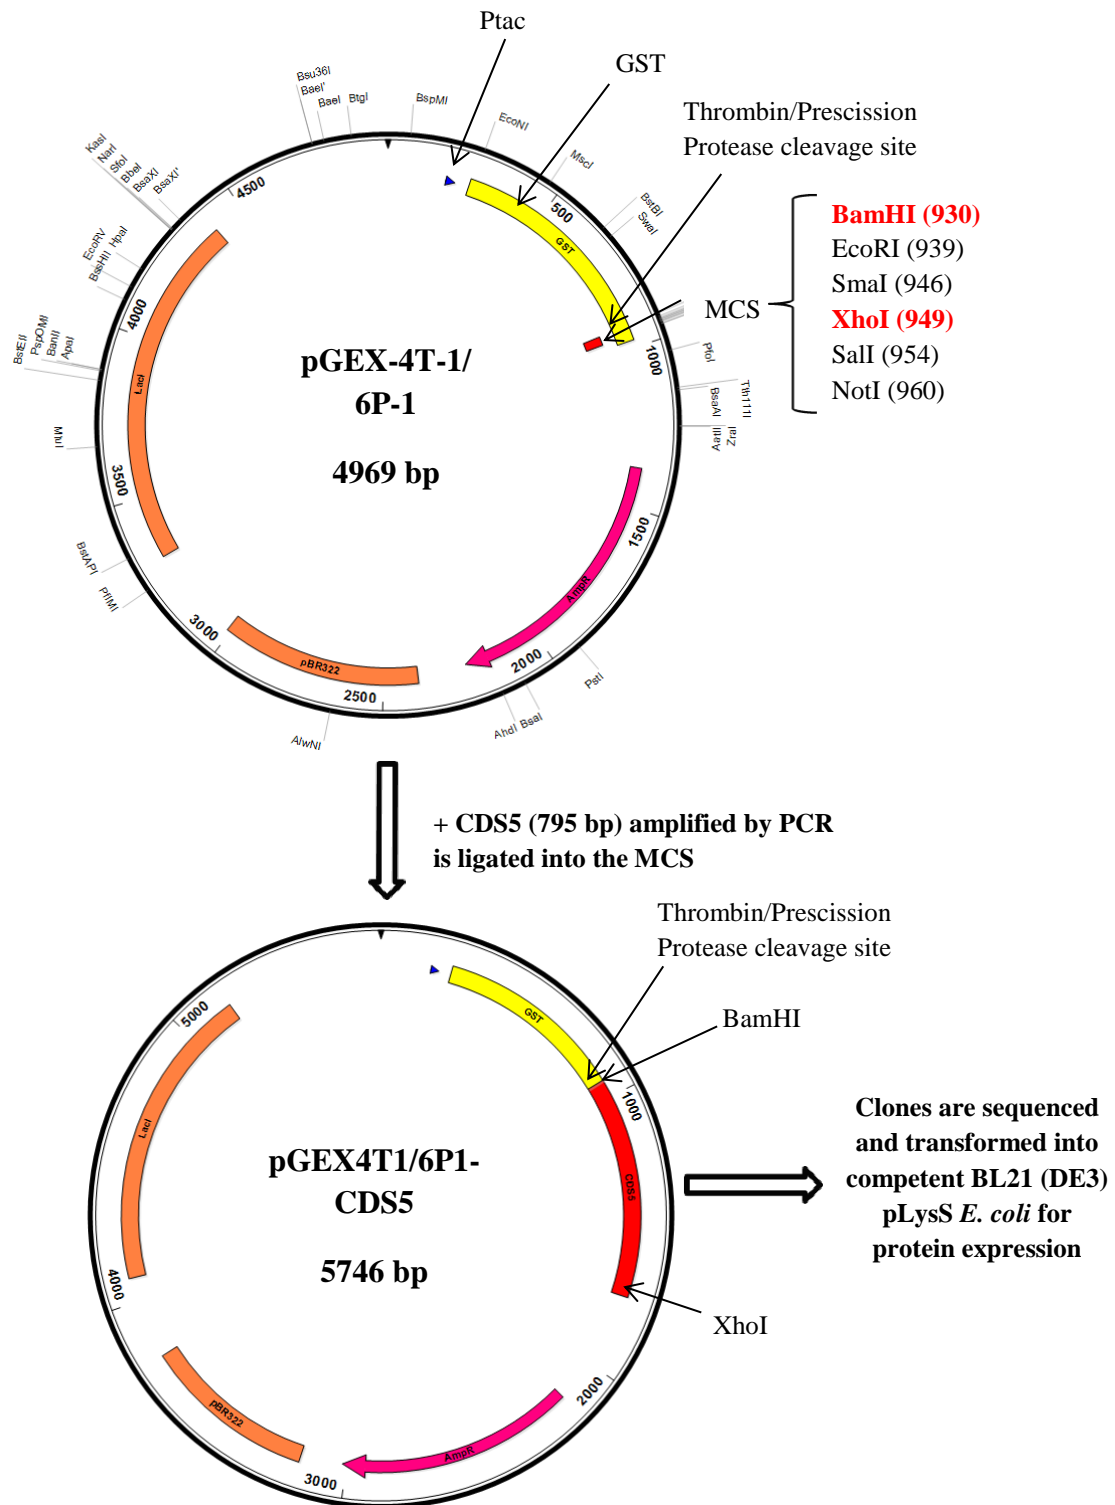 Ptac
GST
Thrombin/Prescission
Protease cleavage site
Bsu36I
BaeI'
BaeI
BtgI
BspMI
EcoNI
MscI
BstBI
SwaI
KasI
NarI
SfoI
BbeI
BsaXI
BsaXI'
4500
500
GST
BamHI (930)
EcoRI (939)
SmaI (946)
XhoI (949)
SalI (954)
NotI (960)
MCS
EcoRV
HpaI
BssHII
4000
BstEII
PspOMI
BanII
ApaI
LacI
pGEX-4T-1/
6P-1
4969 bp
1000
PfoI
Tth111I
BsaAI
AatII
ZraI
MluI
3500
1500
BstAPI
PflMI
AmpR
3000
pBR322
2500
2000
PstI
AlwNI
AhdI
BsaI
+ CDS5 (795 bp) amplified by PCR
is ligated into the MCS
Thrombin/Prescission
Protease cleavage site
BamHI
5000
GST
1000
LacI
CDS5
pGEX4T1/6P1-
CDS5
5746 bp
Clones are sequenced
and transformed into
competent BL21 (DE3)
pLysS E. coli for
protein expression
4000
XhoI
2000
pBR322
AmpR
3000